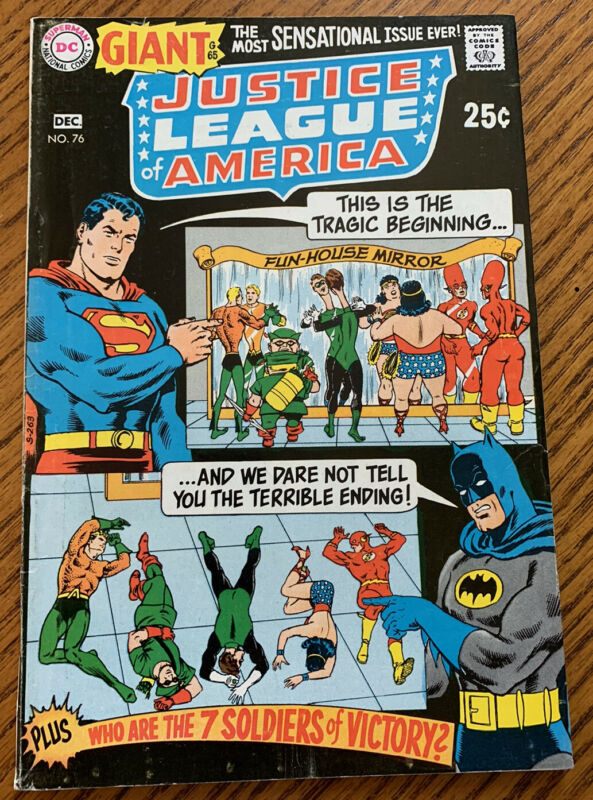 SUPERMAN
DC
NATIONAL COMICS
GIANT
G-65
THE MOST SENSATIONAL ISSUE EVER!
APPROVED
BY THE
COMICS
CODE
AUTHORITY
DEC.
NO. 76
JUSTICE
LEAGUE
of AMERICA
25¢
THIS IS THE
TRAGIC BEGINNING...
FUN-HOUSE MIRROR
S-263
...AND WE DARE NOT TELL
YOU THE TERRIBLE ENDING!
PLUS
WHO ARE THE 7 SOLDIERS of VICTORY?